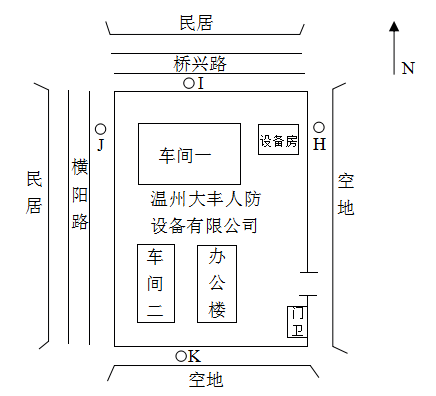 民居
桥兴路
I
N
J
H
车间一
设备房
民居
横阳路
空地
温州大丰人防
设备有限公司
车间二
办公楼
门卫
K
空地